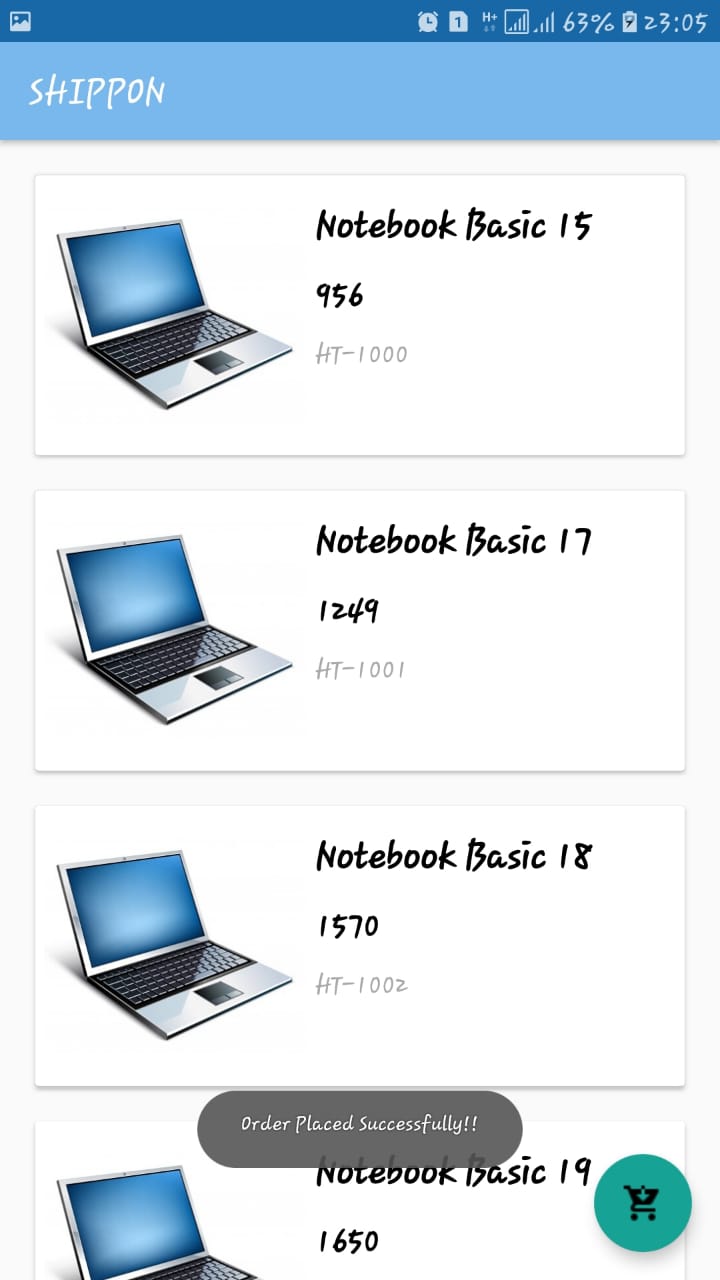 1 H+ 63% 23:05
SHIPPON
Notebook Basic 15
956
HT-1000
Notebook Basic 17
1249
HT-1001
Notebook Basic 18
1570
HT-1002
Order Placed Successfully!!
Notebook Basic 19
1650